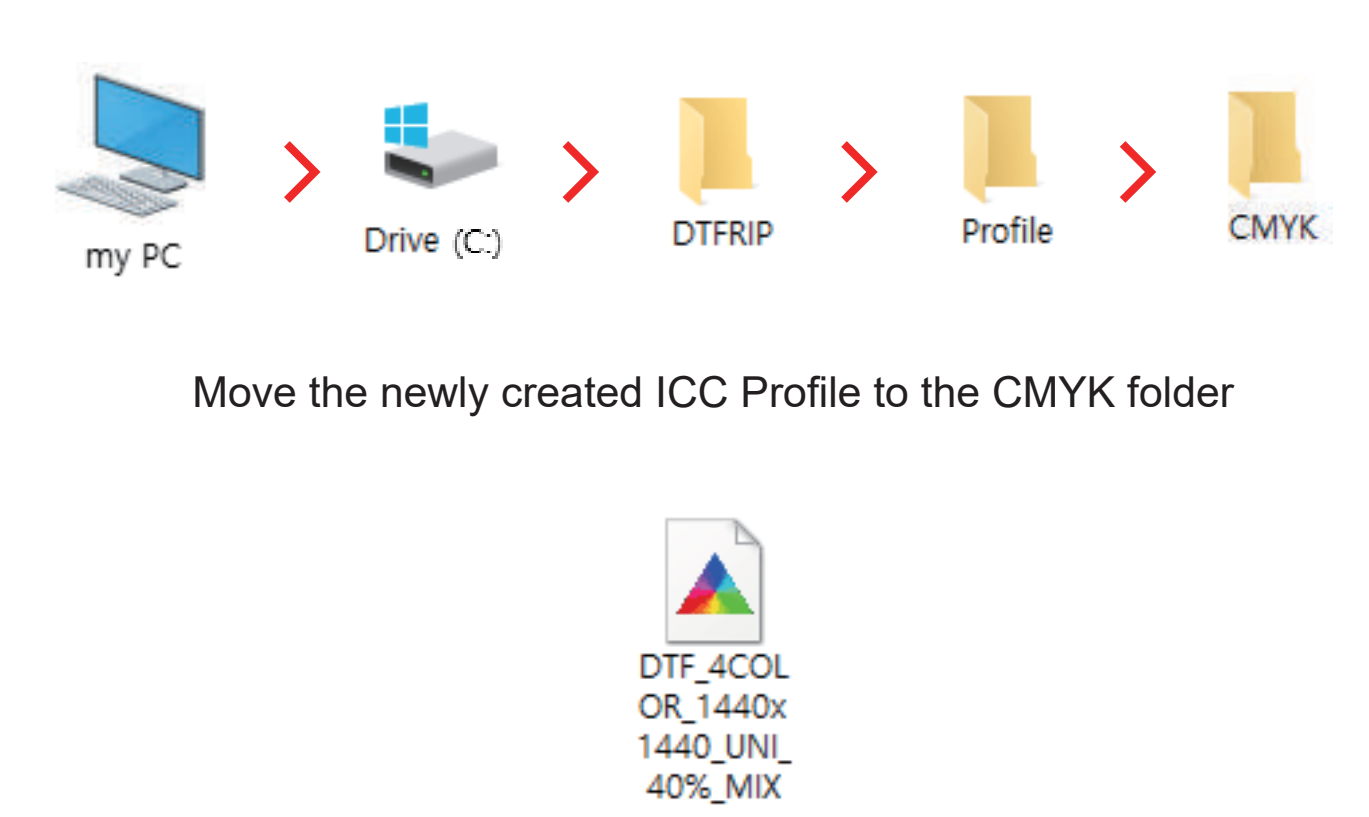 my PC
Drive (C:)
DTFRIP
Profile
CMYK
Move the newly created ICC Profile to the CMYK folder
DTF_4COL
OR_1440x
1440_UNI_
40%_MIX